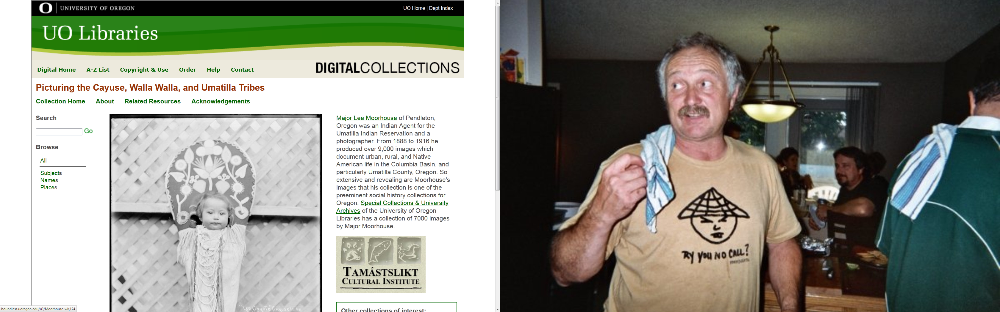 UNIVERSITY OF OREGON
UO Home | Dept Index
UO Libraries
Digital Home A-Z List Copyright & Use Order Help Contact
DIGITALCOLLECTIONS
Picturing the Cayuse, Walla Walla, and Umatilla Tribes
Collection Home About Related Resources Acknowledgements
Search
Go
Browse
All
Subjects
Names
Places
Major Lee Moorhouse of Pendleton,
Oregon was an Indian Agent for the
Umatilla Indian Reservation and a
photographer. From 1888 to 1916 he
produced over 9,000 images which
document urban, rural, and Native
American life in the Columbia Basin, and
particularly Umatilla County, Oregon. So
extensive and revealing are Moorhouse's
images that his collection is one of the
preeminent social history collections for
Oregon. Special Collections & University
Archives of the University of Oregon
Libraries has a collection of 7000 images
by Major Moorhouse.
TAMÁSTSLIKT
CULTURAL INSTITUTE
Other collections of interest:
"Lee Coyote"
boundless.uoregon.edu/u?/Moorhouse-wk,124
RY YOU NO CALL?